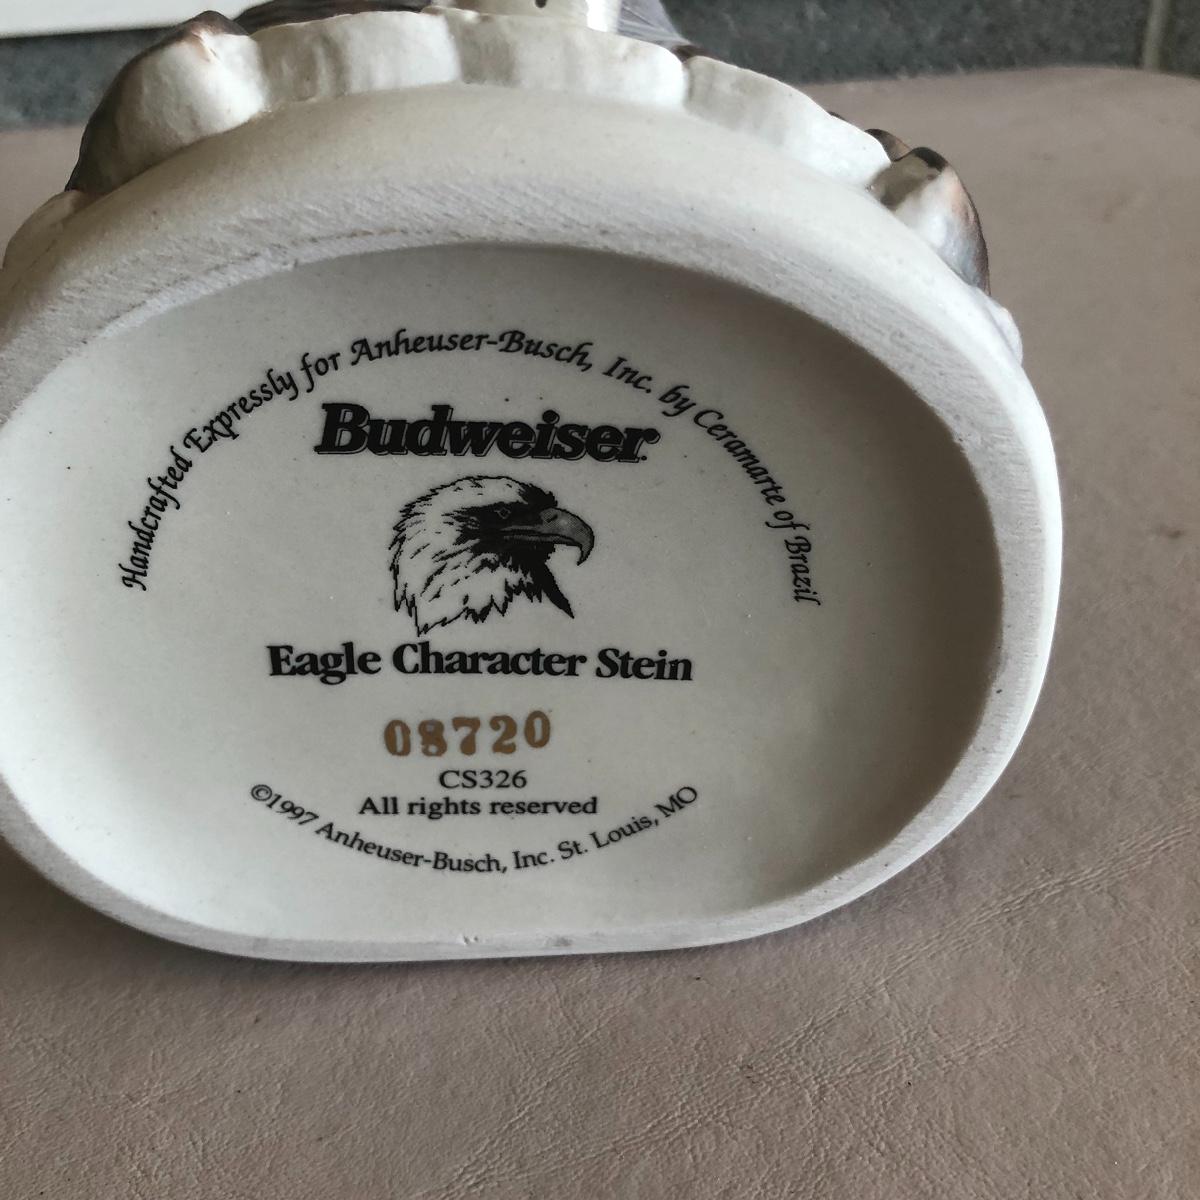 Handcrafted Expressly for Anheuser-Busch, Inc. by Ceramarte of Brazil
Budweiser
Eagle Character Stein
08720
CS326
All rights reserved
©1997 Anheuser-Busch, Inc. St. Louis, MO